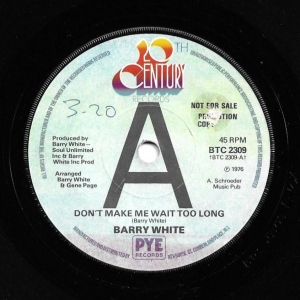 20TH
CENTURY
RECORDS
3.20
A
NOT FOR SALE
COPY
45 RPM
BTC 2309
(BTC 2309-A)
℗ 1976
A. Schroeder
Music Pub
Produced by
Barry White—
Soul Unlimited
Inc & Barry
White Inc Prod
Arranged
Barry White
& Gene Page
DON'T MAKE ME WAIT TOO LONG
(Barry White)
BARRY WHITE
PYE
RECORDS